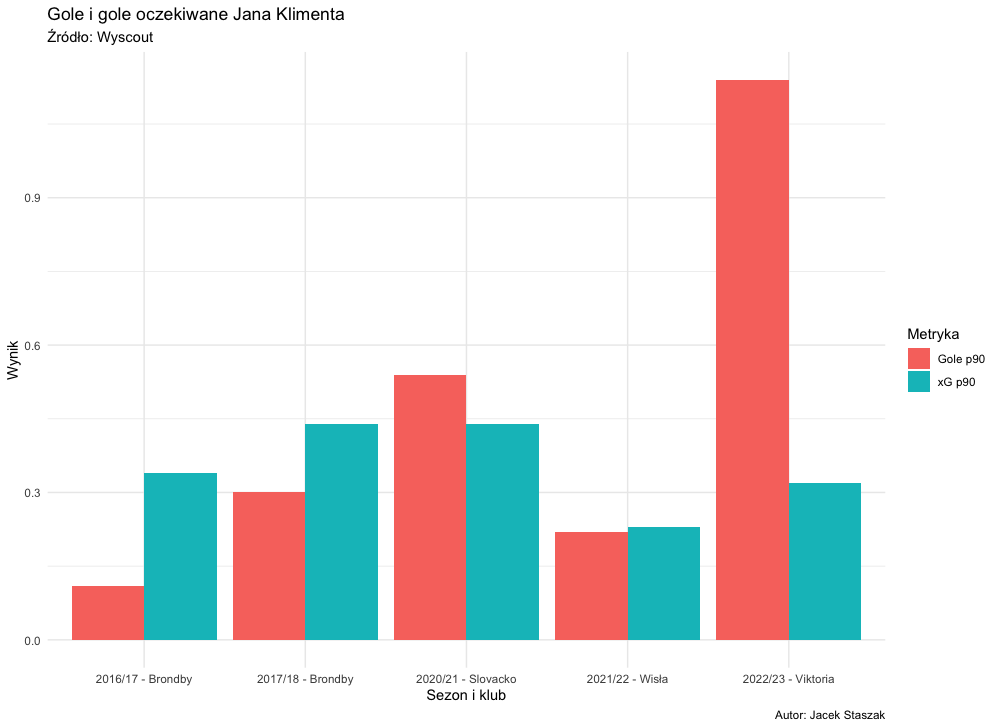 Gole i gole oczekiwane Jana Klimenta
Źródło: Wyscout
Wynik
0.9
0.6
0.3
0.0
2016/17 - Brondby
2017/18 - Brondby
2020/21 - Slovacko
2021/22 - Wisła
2022/23 - Viktoria
Sezon i klub
Metryka
Gole p90
xG p90
Autor: Jacek Staszak